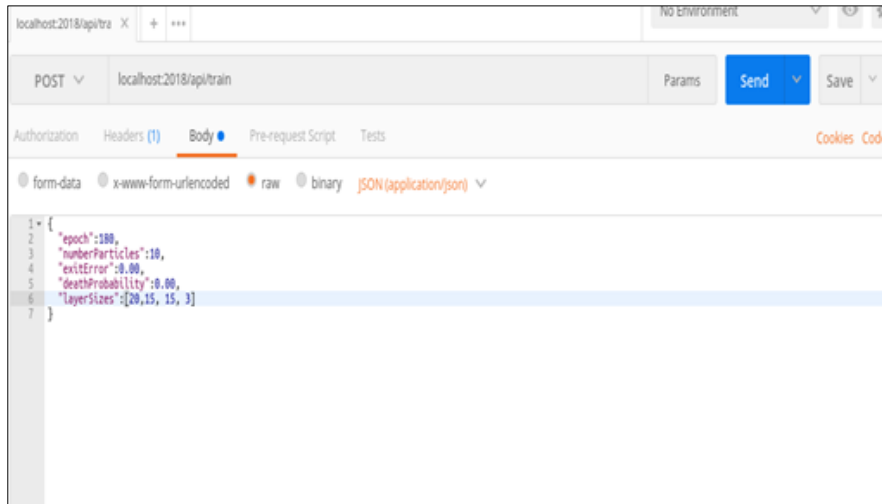 localhost:2018/api/tra X + •••
No Environment
POST localhost:2018/api/train Params Send Save
Authorization Headers (1) Body Pre-request Script Tests Cookies Code
form-data x-www-form-urlencoded raw binary JSON (application/json)
1 {
2 "epoch":180,
3 "numberParticles":10,
4 "exitError":0.00,
5 "deathProbability":0.00,
6 "layerSizes":[20,15, 15, 3]
7 }